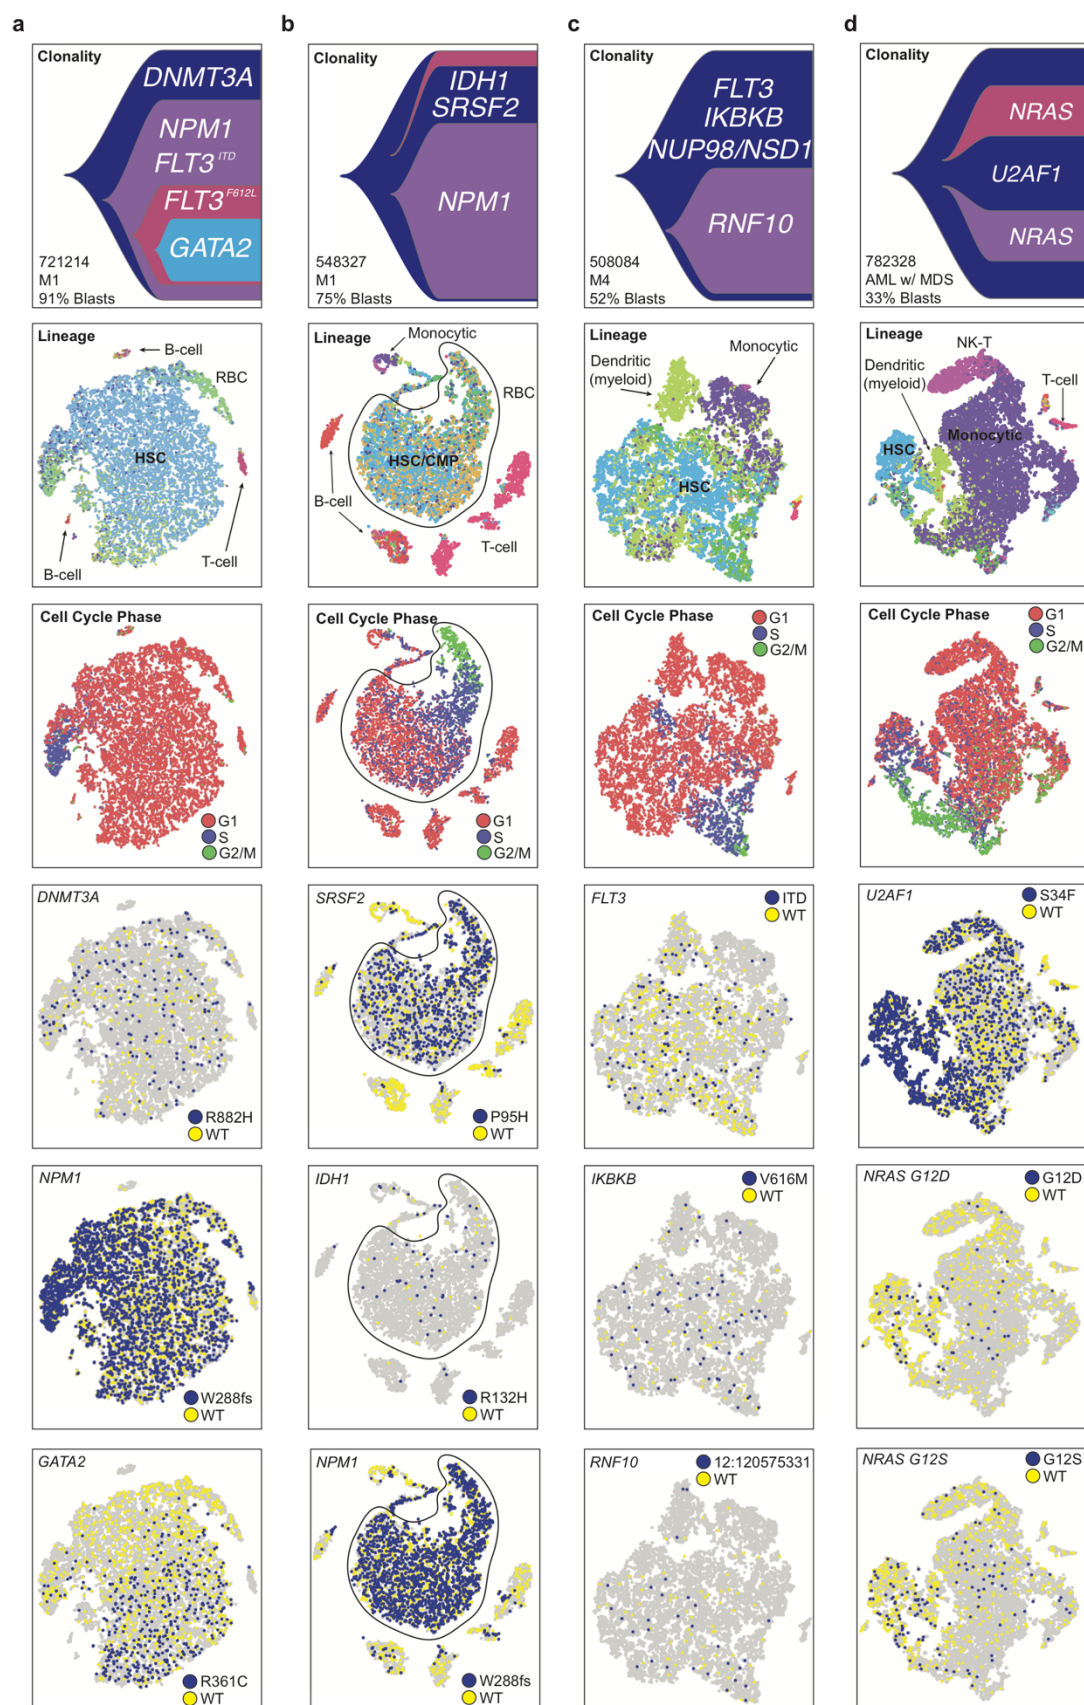 a
b
c
d
Clonality
DNMT3A
NPM1
FLT3 ITD
FLT3 F612L
GATA2
721214
M1
91% Blasts
Clonality
IDH1
SRSF2
NPM1
548327
M1
75% Blasts
Clonality
FLT3
IKBKB
NUP98/NSD1
RNF10
508084
M4
52% Blasts
Clonality
NRAS
U2AF1
NRAS
782328
AML w/ MDS
33% Blasts
Lineage
B-cell
RBC
HSC
B-cell
T-cell
Lineage
Monocytic
RBC
HSC/CMP
B-cell
T-cell
Lineage
Dendritic
(myeloid)
Monocytic
HSC
Lineage
NK-T
Dendritic
(myeloid)
T-cell
HSC
Monocytic
Cell Cycle Phase
G1
S
G2/M
Cell Cycle Phase
G1
S
G2/M
Cell Cycle Phase
G1
S
G2/M
Cell Cycle Phase
G1
S
G2/M
DNMT3A
R882H
WT
SRSF2
P95H
WT
FLT3
ITD
WT
U2AF1
S34F
WT
NPM1
W288fs
WT
IDH1
R132H
WT
IKBKB
V616M
WT
NRAS G12D
G12D
WT
GATA2
R361C
WT
NPM1
W288fs
WT
RNF10
12:120575331
WT
NRAS G12S
G12S
WT